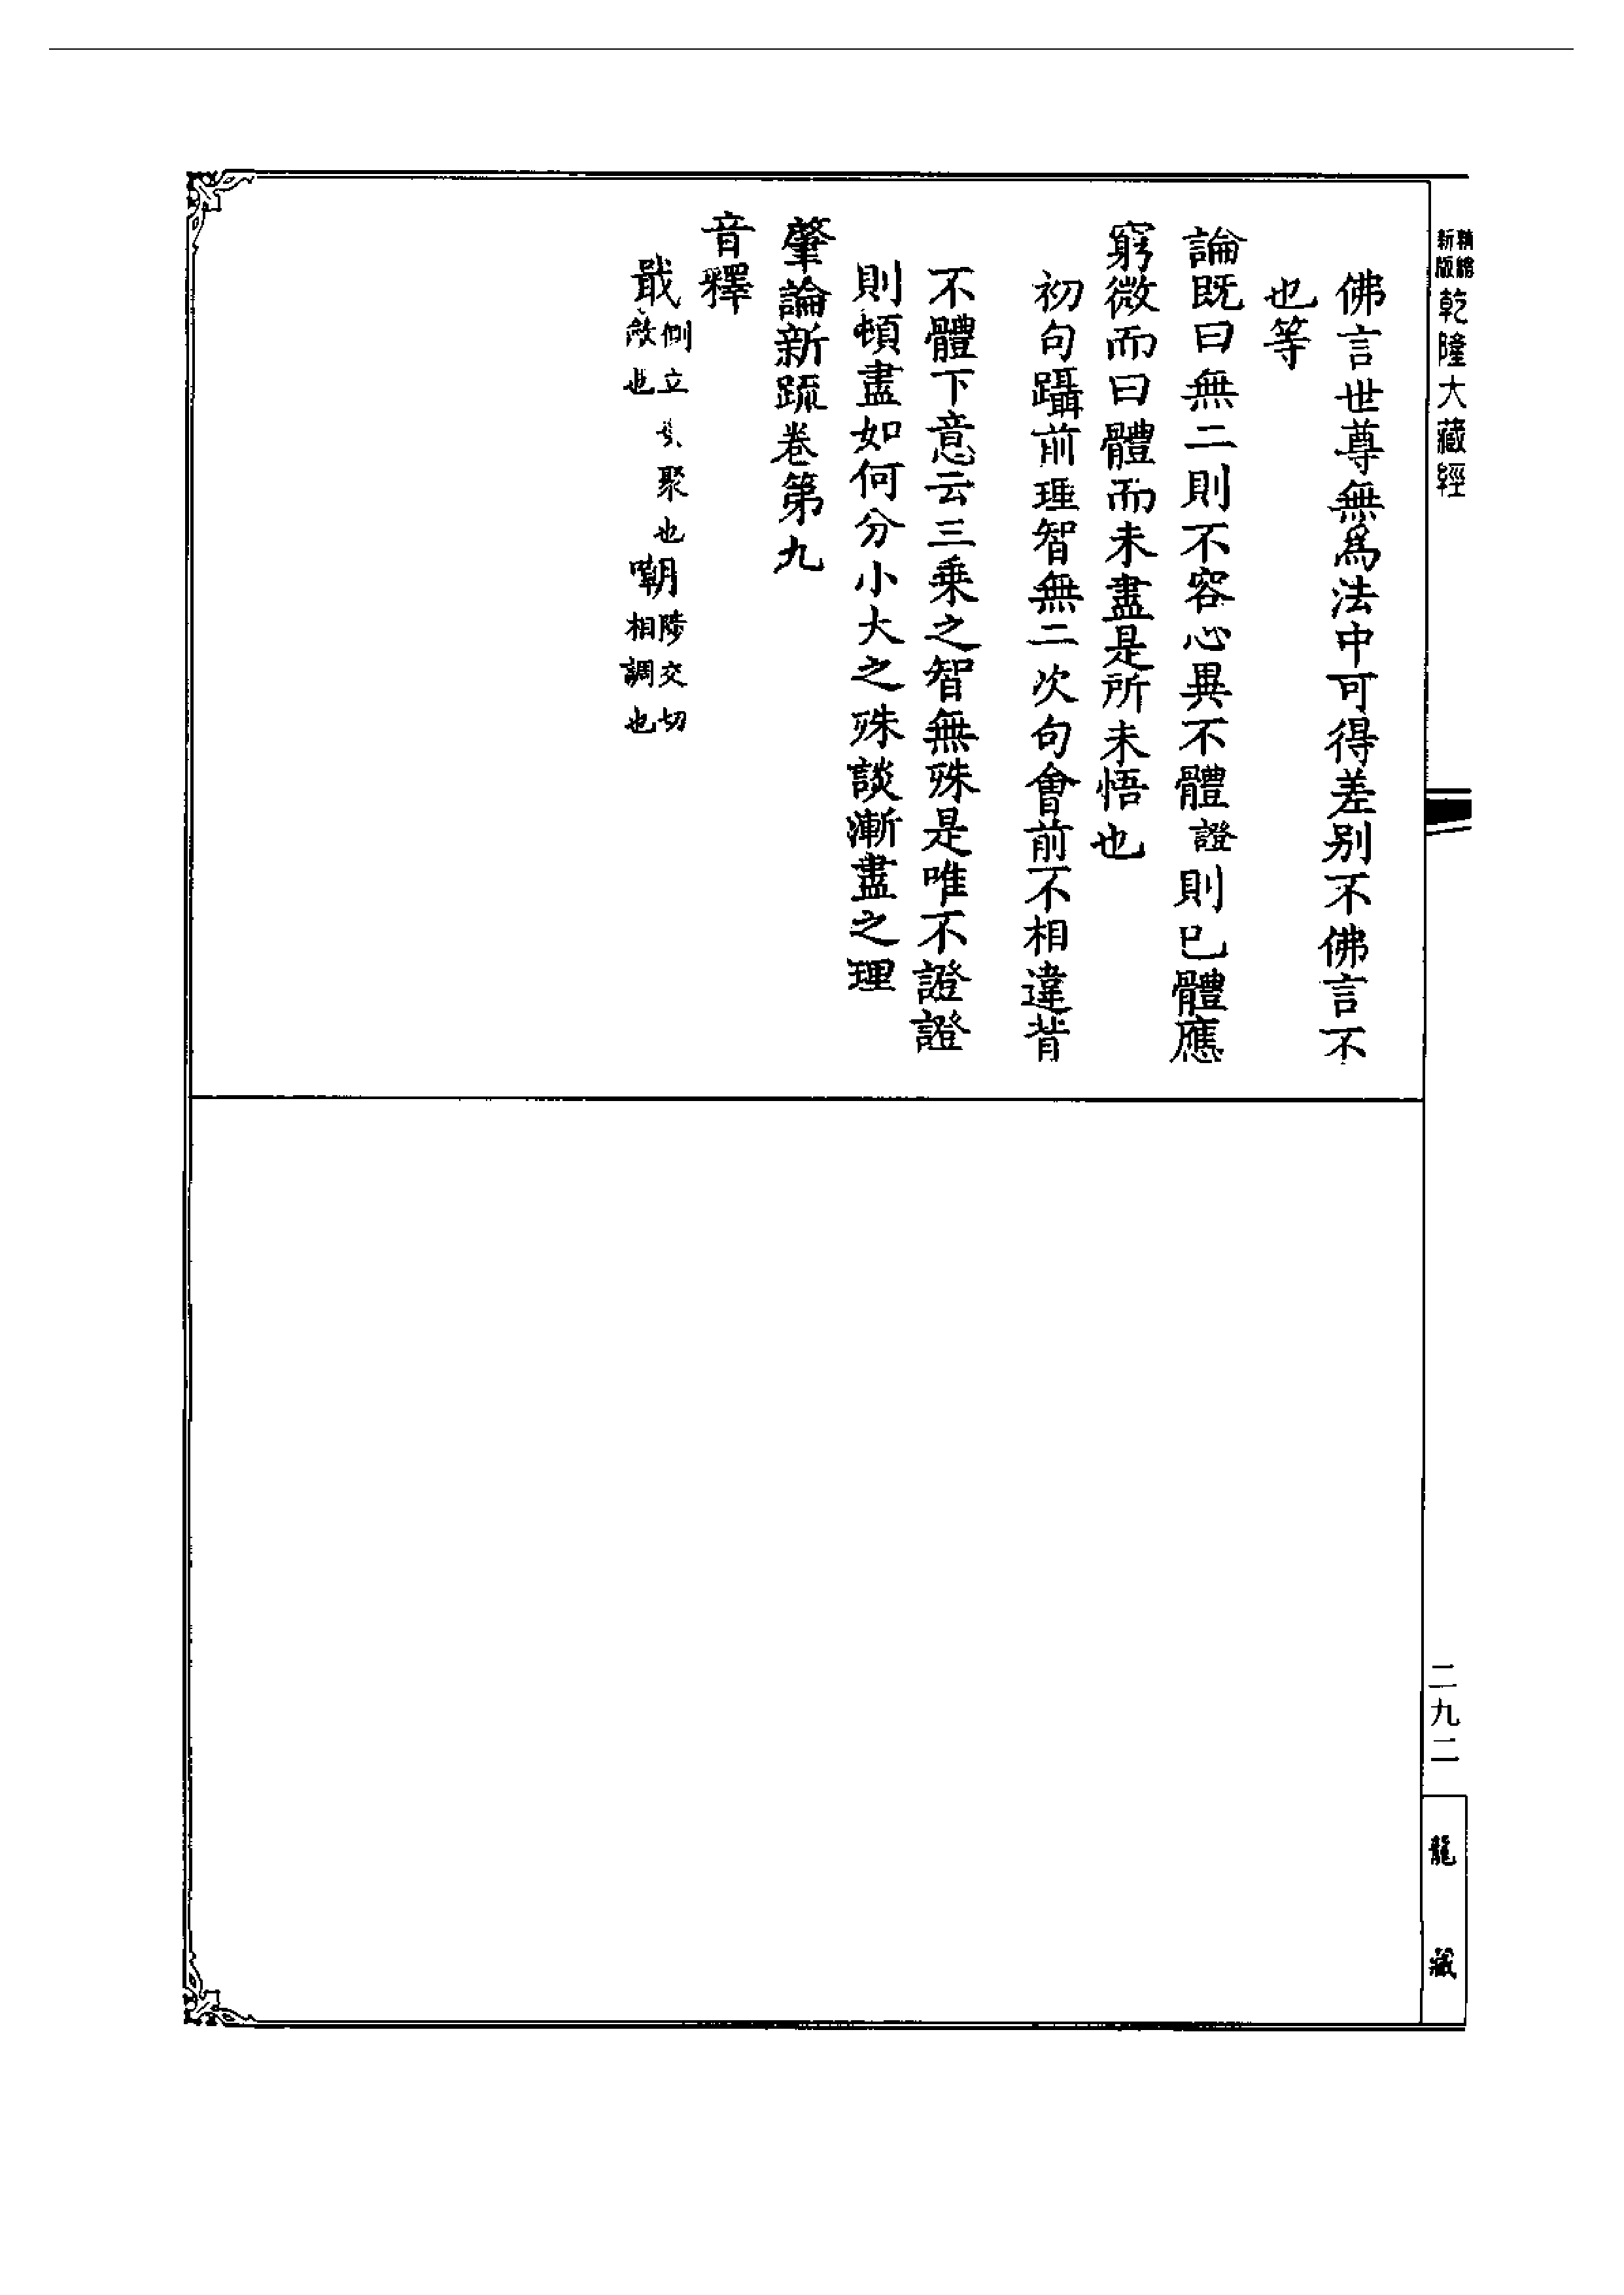 新版精繕乾隆大藏經
佛言世尊無為法中可得差别不佛言不
也等
論既曰無二則不容心異不體證則已體應
窮微而曰體而未盡是所未悟也
初句躡前理智無二次句會前不相違背
不體下意云三乗之智無殊是唯不證證
則頓盡如何分小大之殊談漸盡之理
肇論新䟽卷第九
音釋
戢側立
斂也
聚也
嘲陟交切
相調也
二九二
龍藏